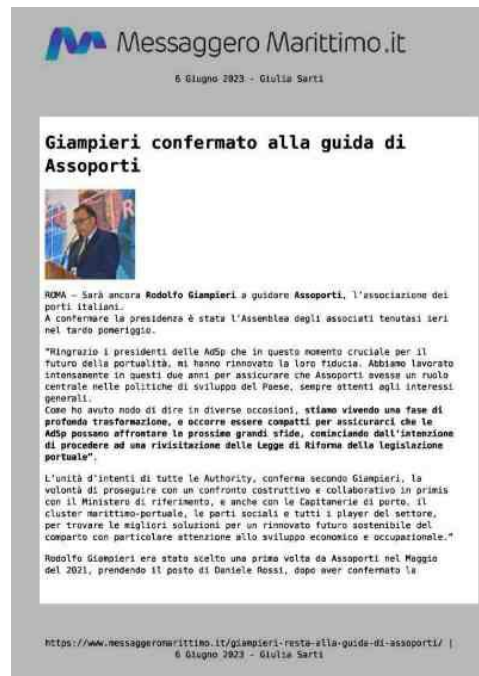 Messaggero Marittimo.it
6 Giugno 2023 - Giulia Sarti
Giampieri confermato alla guida di
Assoporti
ROMA – Sarà ancora Rodolfo Giampieri a guidare Assoporti, l'associazione dei
porti italiani.
A confermare la presidenza è stata l'Assemblea degli associati tenutasi ieri
nel tardo pomeriggio.
"Ringrazio i presidenti delle AdSp che in questo momento cruciale per il
futuro della portualità, mi hanno rinnovato la loro fiducia. Abbiamo lavorato
intensamente in questi due anni per assicurare che Assoporti avesse un ruolo
centrale nelle politiche di sviluppo del Paese, sempre attenti agli interessi
generali.
Come ho avuto modo di dire in diverse occasioni, stiamo vivendo una fase di
profonda trasformazione, e occorre essere compatti per assicurarci che le
AdSp possano affrontare le prossime grandi sfide, cominciando dall'intenzione
di procedere ad una rivisitazione delle Legge di Riforma della legislazione
portuale".
L'unità d'intenti di tutte le Authority, conferma secondo Giampieri, la
volontà di proseguire con un confronto costruttivo e collaborativo in primis
con il Ministero di riferimento, e anche con le Capitanerie di porto, il
cluster marittimo-portuale, le parti sociali e tutti i player del settore,
per trovare le migliori soluzioni per un rinnovato futuro sostenibile del
comparto con particolare attenzione allo sviluppo economico e occupazionale."
Rodolfo Giampieri era stato scelto una prima volta da Assoporti nel Maggio
del 2021, prendendo il posto di Daniele Rossi, dopo aver confermato la
https://www.messaggeromarittimo.it/giampieri-resta-alla-guida-di-assoporti/ |
6 Giugno 2023 - Giulia Sarti